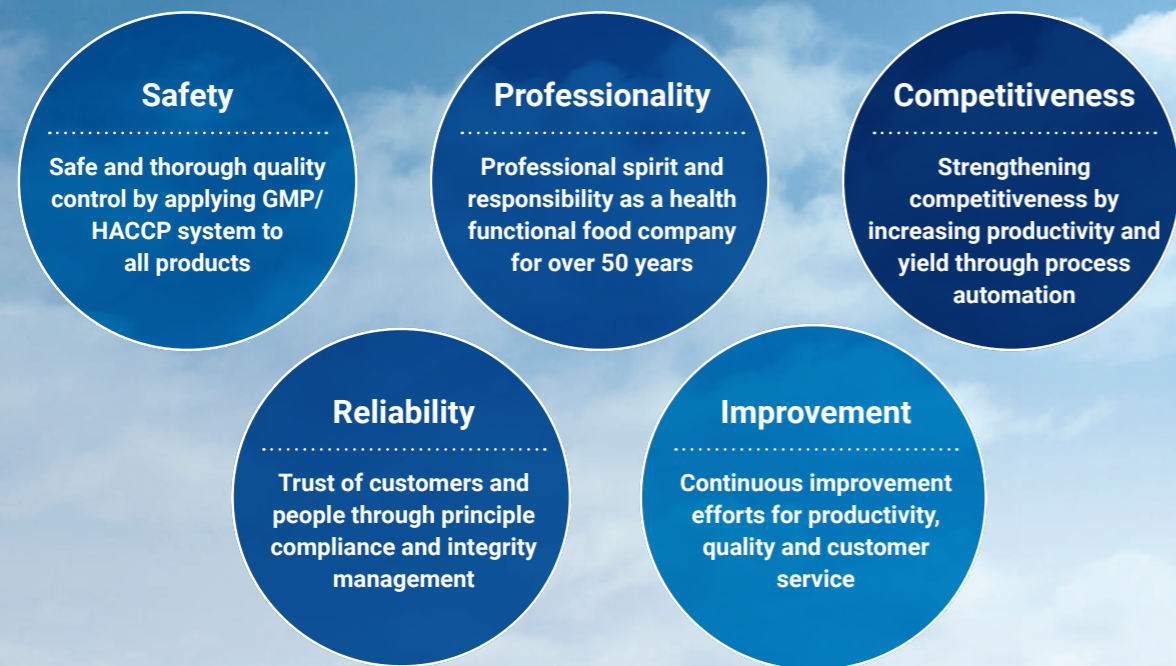 Safety
Safe and thorough quality
control by applying GMP/
HACCP system to
all products
Professionality
Professional spirit and
responsibility as a health
functional food company
for over 50 years
Competitiveness
Strengthening
competitiveness by
increasing productivity and
yield through process
automation
Reliability
Trust of customers and
people through principle
compliance and integrity
management
Improvement
Continuous improvement
efforts for productivity,
quality and customer
service